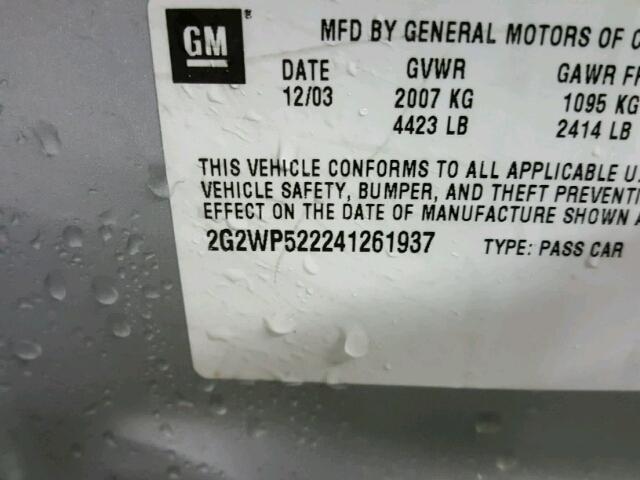 GM
MFD BY GENERAL MOTORS OF C
DATE GVWR GAWR F
12/03 2007 KG 1095 KG
4423 LB 2414 LB
THIS VEHICLE CONFORMS TO ALL APPLICABLE U.
VEHICLE SAFETY, BUMPER, AND THEFT PREVENTI
EFFECT ON THE DATE OF MANUFACTURE SHOWN A
2G2WP522241261937 TYPE: PASS CAR